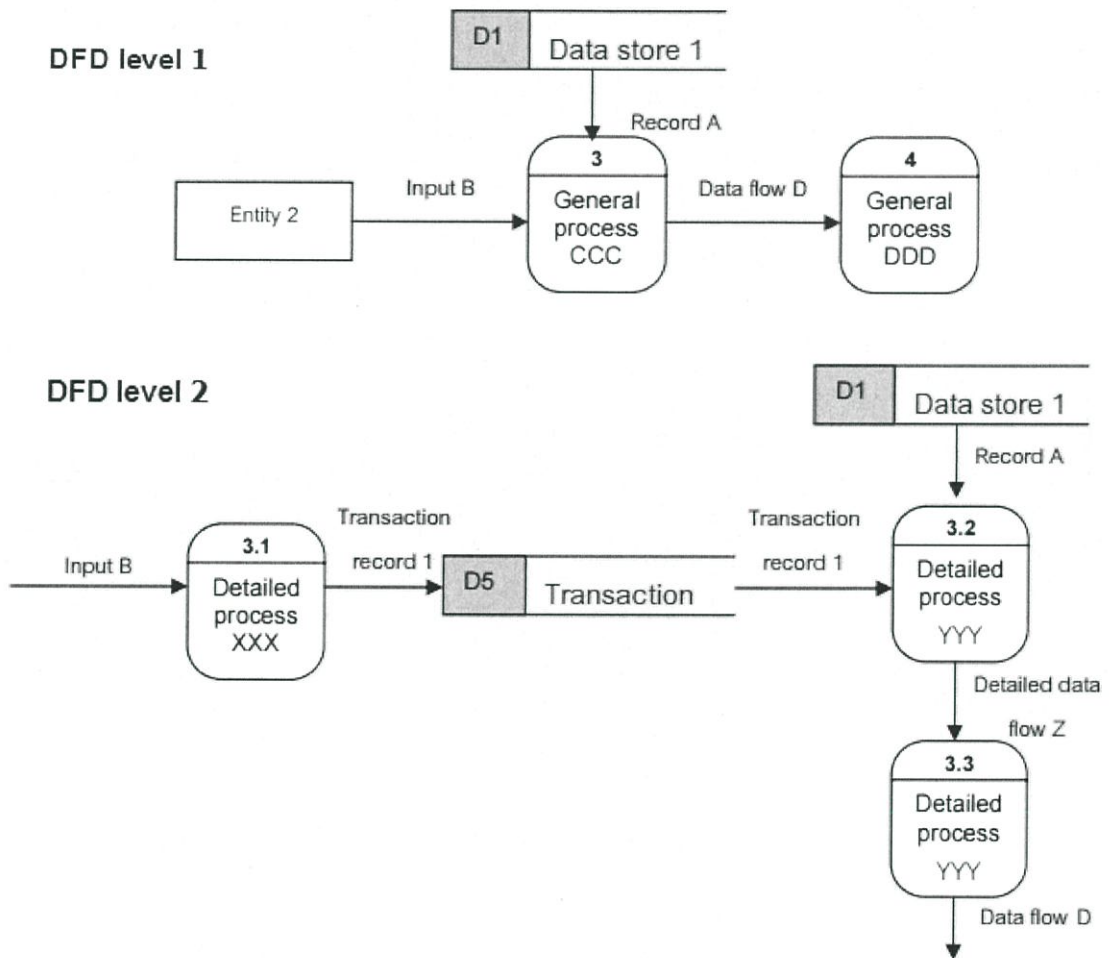 DFD level 1
D1
Data store 1
Record A
Entity 2
Input B
3
General
process
CCC
Data flow D
4
General
process
DDD
DFD level 2
D1
Data store 1
Record A
Input B
3.1
Detailed
process
XXX
Transaction
record 1
D5
Transaction
Transaction
record 1
3.2
Detailed
process
YYY
Detailed data
flow Z
3.3
Detailed
process
YYY
Data flow D